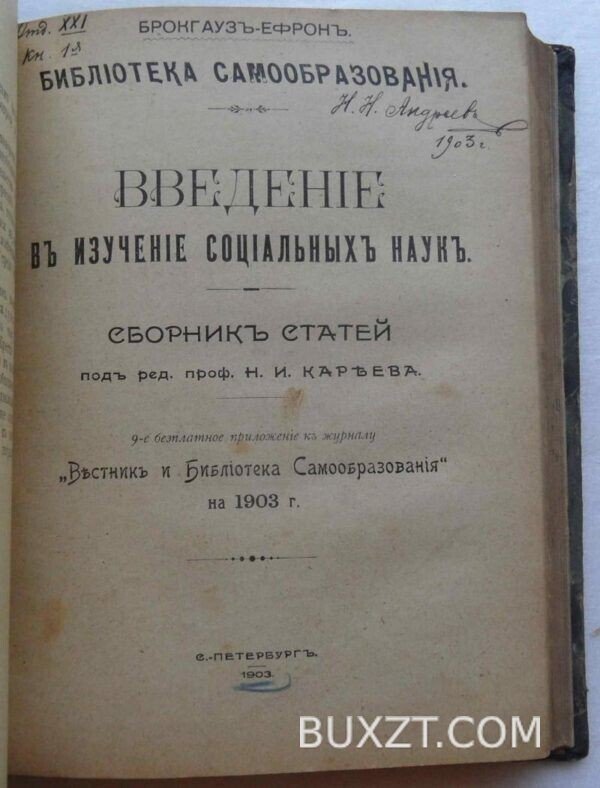 Отд. XXI
Кн. 1я
БРОКГАУЗЪ-ЕФРОНЪ.
БИБЛІОТЕКА САМООБРАЗОВАНІЯ.
Н. Н. Андреевъ
1903 г.
ВВЕДЕНІЕ
ВЪ ИЗУЧЕНІЕ СОЦІАЛЬНЫХЪ НАУКЪ.
СБОРНИКЪ СТАТЕЙ
подъ ред. проф. Н. И. КАРѢЕВА.
9-е безплатное приложеніе къ журналу
„Вѣстникъ и Библіотека Самообразованія“
на 1903 г.
С.-ПЕТЕРБУРГЪ.
1903.
BUXZT.COM